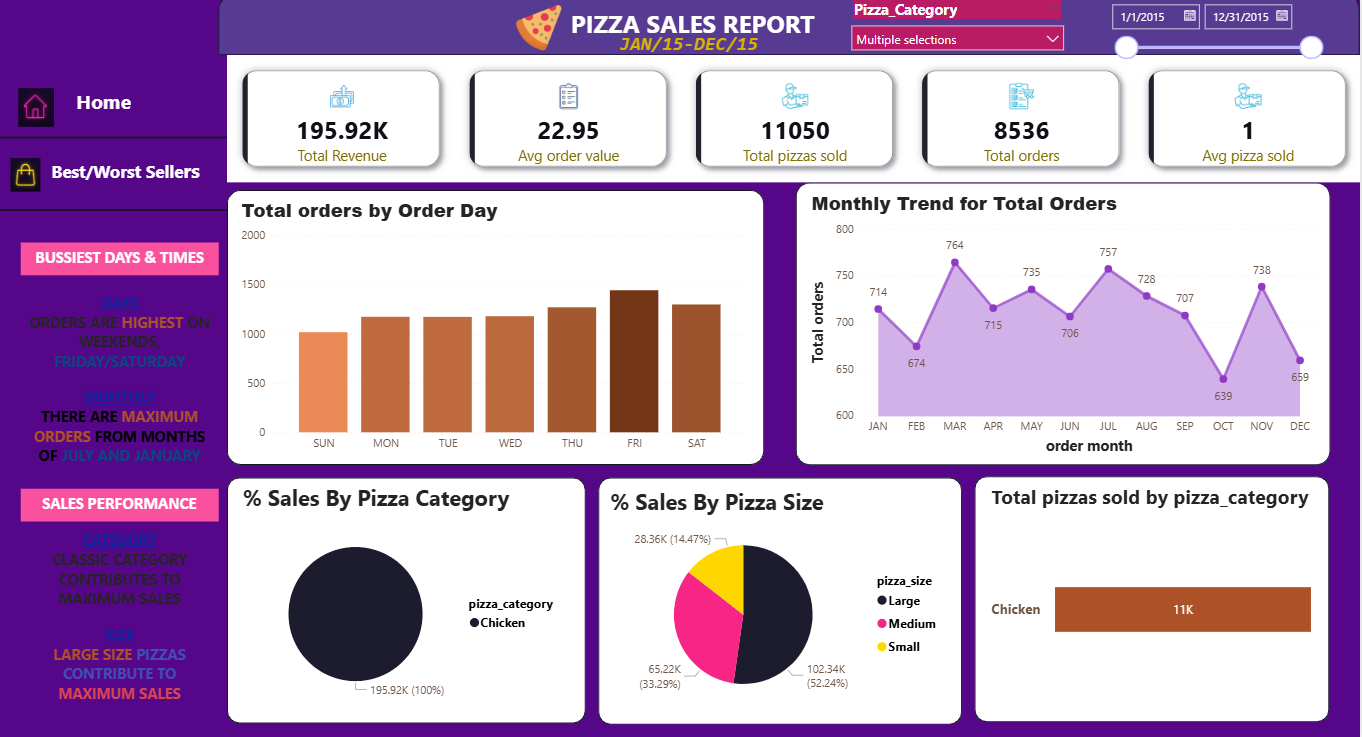 PIZZA SALES REPORT
JAN/15-DEC/15
Pizza_Category
Multiple selections
1/1/2015
12/31/2015
Home
Best/Worst Sellers
BUSSIEST DAYS & TIMES
DAYS
ORDERS ARE HIGHEST ON
WEEKENDS,
FRIDAY/SATURDAY
MONTHLY
THERE ARE MAXIMUM
ORDERS FROM MONTHS
OF JULY AND JANUARY
SALES PERFORMANCE
CATEGORY
CLASSIC CATEGORY
CONTRIBUTES TO
MAXIMUM SALES
SIZE
LARGE SIZE PIZZAS
CONTRIBUTE TO
MAXIMUM SALES
195.92K
Total Revenue
22.95
Avg order value
11050
Total pizzas sold
8536
Total orders
1
Avg pizza sold
Total orders by Order Day
2000
1500
1000
500
0
SUN MON TUE WED THU FRI SAT
Monthly Trend for Total Orders
Total orders
800
750
700
650
600
714
674
764
715
735
706
757
728
707
639
738
659
JAN FEB MAR APR MAY JUN JUL AUG SEP OCT NOV DEC
order month
% Sales By Pizza Category
195.92K (100%)
pizza_category
Chicken
% Sales By Pizza Size
28.36K (14.47%)
65.22K
(33.29%)
102.34K
(52.24%)
pizza_size
Large
Medium
Small
Total pizzas sold by pizza_category
Chicken
11K